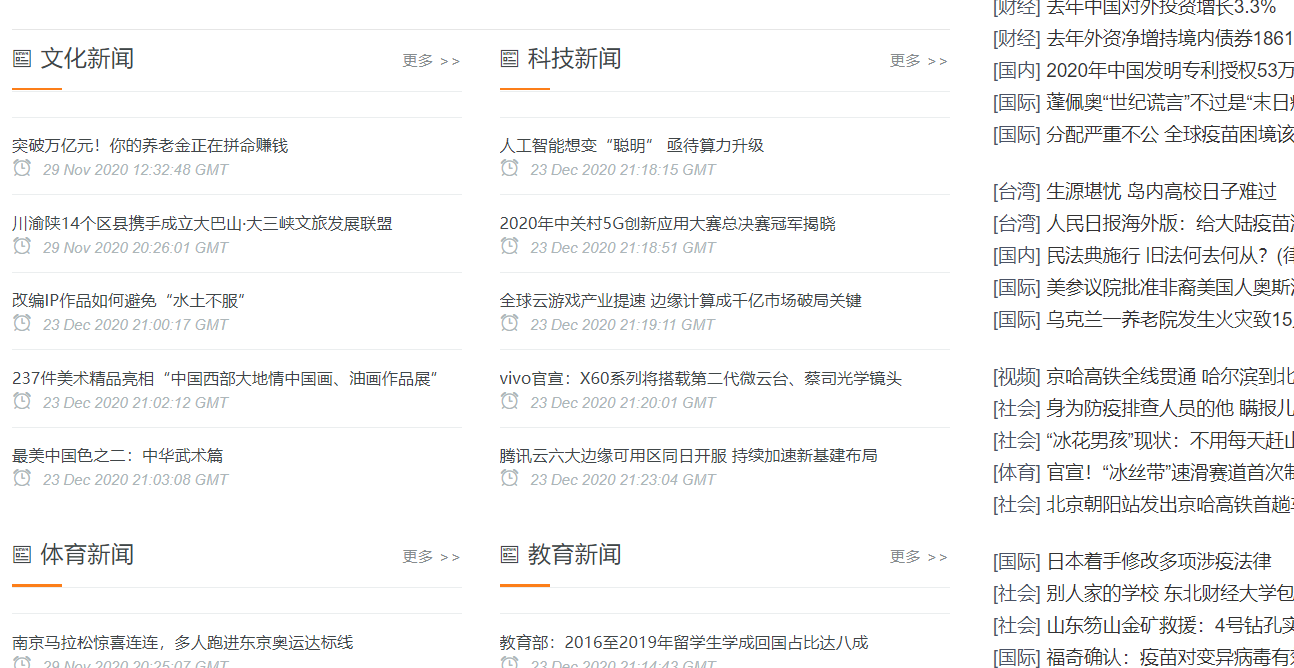 文化新闻
更多 >>
突破万亿元！你的养老金正在拼命赚钱
29 Nov 2020 12:32:48 GMT
川渝陕14个区县携手成立大巴山·大三峡文旅发展联盟
29 Nov 2020 20:26:01 GMT
改编IP作品如何避免“水土不服”
23 Dec 2020 21:00:17 GMT
237件美术精品亮相“中国西部大地情中国画、油画作品展”
23 Dec 2020 21:02:12 GMT
最美中国色之二：中华武术篇
23 Dec 2020 21:03:08 GMT
科技新闻
更多 >>
人工智能想变“聪明” 亟待算力升级
23 Dec 2020 21:18:15 GMT
2020年中关村5G创新应用大赛总决赛冠军揭晓
23 Dec 2020 21:18:51 GMT
全球云游戏产业提速 边缘计算成千亿市场破局关键
23 Dec 2020 21:19:11 GMT
vivo官宣：X60系列将搭载第二代微云台、蔡司光学镜头
23 Dec 2020 21:20:01 GMT
腾讯云六大边缘可用区同日开服 持续加速新基建布局
23 Dec 2020 21:23:04 GMT
体育新闻
更多 >>
南京马拉松惊喜连连，多人跑进东京奥运达标线
29 Nov 2020 20:25:07 GMT
教育新闻
更多 >>
教育部：2016至2019年留学生学成回国占比达八成
23 Dec 2020 21:14:43 GMT
[财经] 去年中国对外投资增长3.3%
[财经] 去年外资净增持境内债券1861
[国内] 2020年中国发明专利授权53万
[国际] 蓬佩奥“世纪谎言”不过是“末日
[国际] 分配严重不公 全球疫苗困境该
[台湾] 生源堪忧 岛内高校日子难过
[台湾] 人民日报海外版：给大陆疫苗
[国内] 民法典施行 旧法何去何从？(律
[国际] 美参议院批准非裔美国人奥斯
[国际] 乌克兰一养老院发生火灾致15
[视频] 京哈高铁全线贯通 哈尔滨到北
[社会] 身为防疫排查人员的他 瞒报儿
[社会] “冰花男孩”现状：不用每天赶山
[体育] 官宣！“冰丝带”速滑赛道首次制
[社会] 北京朝阳站发出京哈高铁首趟
[国际] 日本着手修改多项涉疫法律
[社会] 别人家的学校 东北财经大学包
[社会] 山东笏山金矿救援：4号钻孔实
[国际] 福奇确认：疫苗对变异病毒有